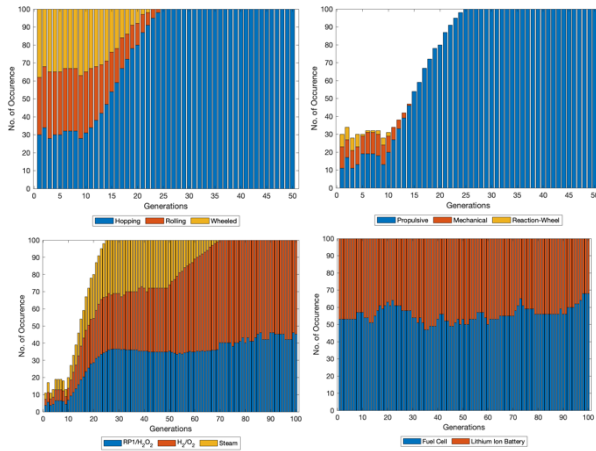 100
90
80
70
60
50
40
30
20
10
0
No. of Occurence
0 5 10 15 20 25 30 35 40 45 50
Generations
Hopping Rolling Wheeled
100
90
80
70
60
50
40
30
20
10
0
No. of Occurence
0 5 10 15 20 25 30 35 40 45 50
Generations
Propulsive Mechanical Reaction-Wheel
100
90
80
70
60
50
40
30
20
10
0
No. of Occurence
0 10 20 30 40 50 60 70 80 90 100
Generations
RP1/H₂O₂ H₂/O₂ Steam
100
90
80
70
60
50
40
30
20
10
0
No. of Occurence
0 10 20 30 40 50 60 70 80 90 100
Generations
Fuel Cell Lithium Ion Battery